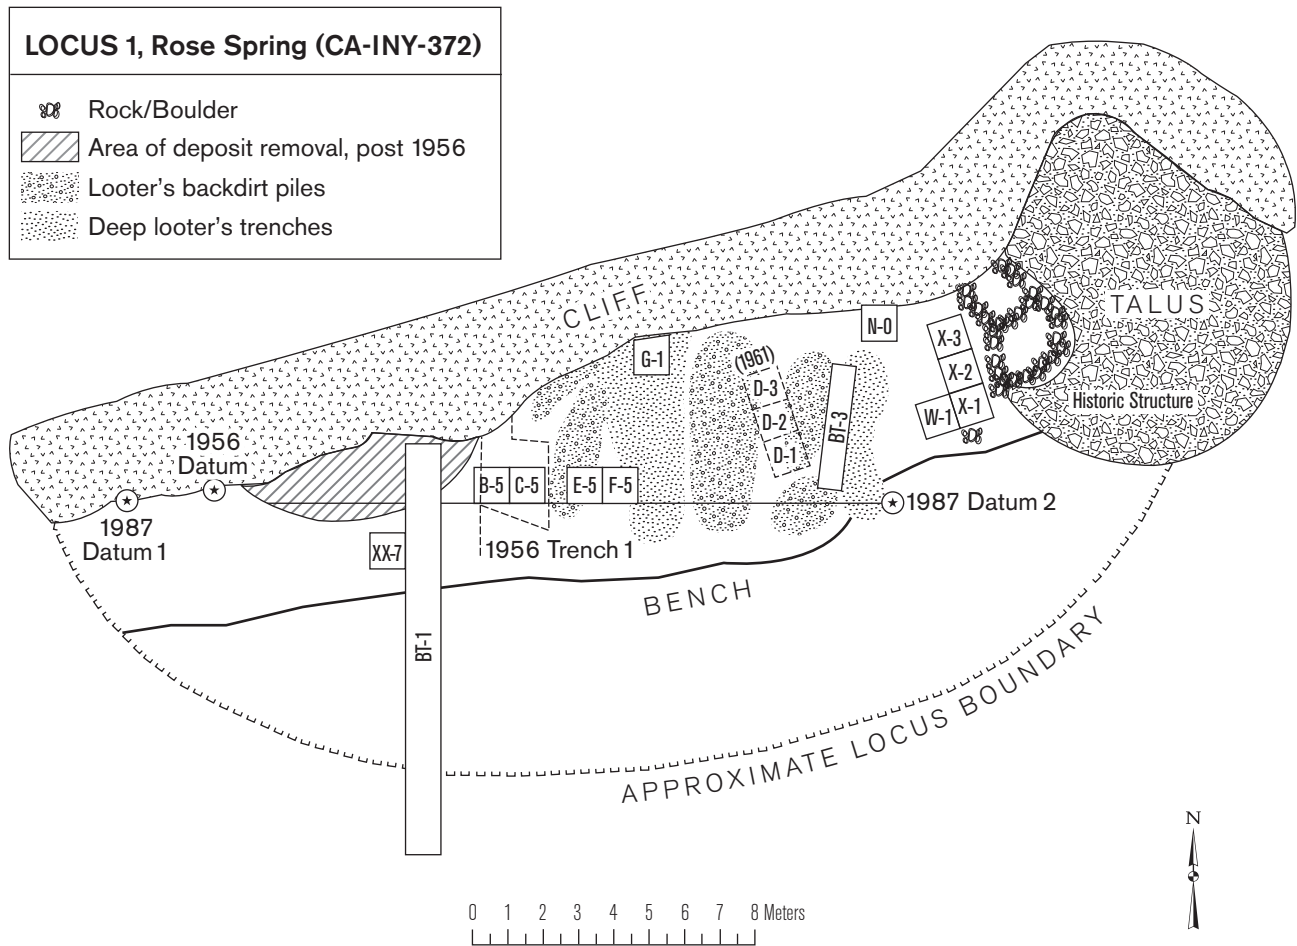 LOCUS 1, Rose Spring (CA-INY-372)
Rock/Boulder
Area of deposit removal, post 1956
Looter’s backdirt piles
Deep looter’s trenches
CLIFF
TALUS
Historic Structure
N-0
X-3
X-2
X-1
W-1
G-1
(1961)
D-3
D-2
D-1
BT-3
1956
Datum
1987
Datum 1
B-5
C-5
E-5
F-5
1987 Datum 2
XX-7
1956 Trench 1
BENCH
BT-1
APPROXIMATE LOCUS BOUNDARY
N
0 1 2 3 4 5 6 7 8 Meters